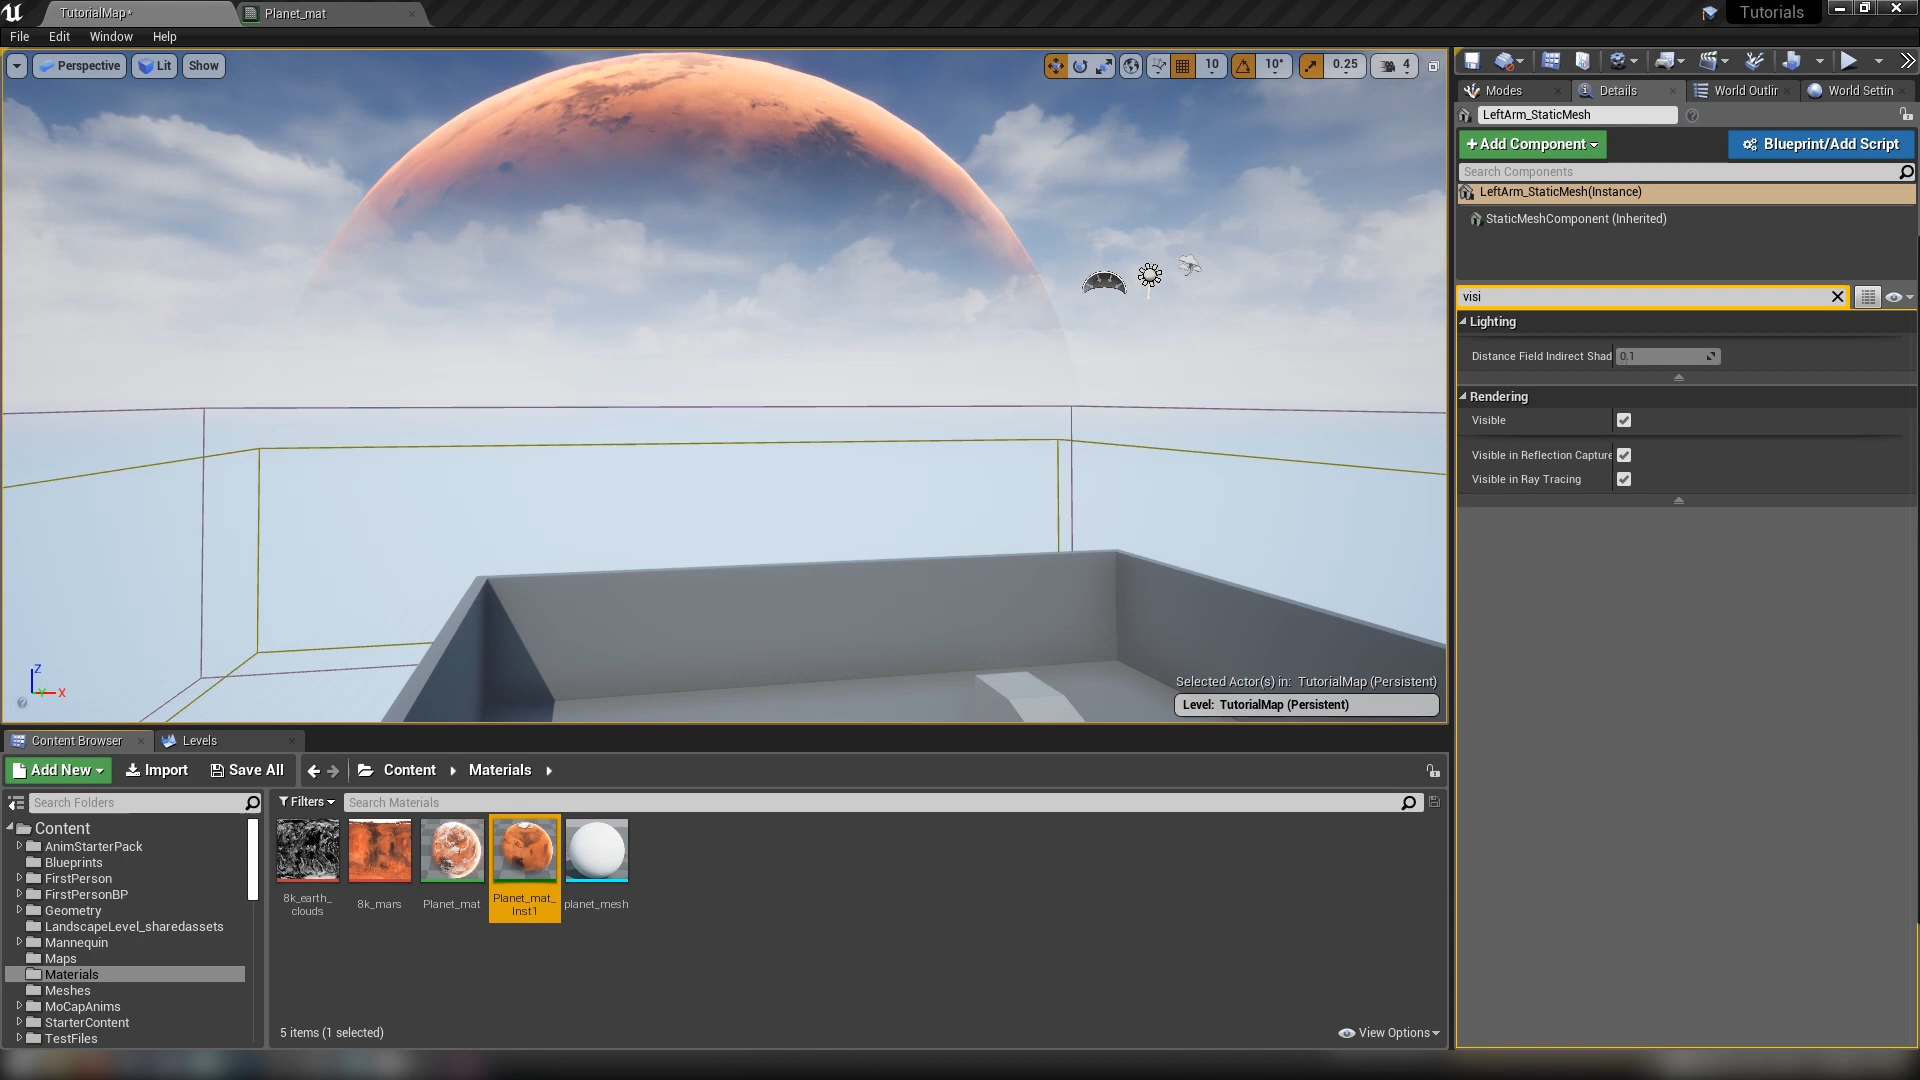 TutorialMap*
Planet_mat
Tutorials
File
Edit
Window
Help
Perspective
Lit
Show
10
10°
0.25
4
Modes
Details
World Outlir
World Settin
LeftArm_StaticMesh
+Add Component
Blueprint/Add Script
Search Components
LeftArm_StaticMesh(Instance)
StaticMeshComponent (Inherited)
visi
Lighting
Distance Field Indirect Shad
0.1
Rendering
Visible
Visible in Reflection Capture
Visible in Ray Tracing
Z
Y
X
Selected Actor(s) in: TutorialMap (Persistent)
Level: TutorialMap (Persistent)
Content Browser
Levels
Add New
Import
Save All
Content
Materials
Search Folders
Filters
Search Materials
Content
AnimStarterPack
Blueprints
FirstPerson
FirstPersonBP
Geometry
LandscapeLevel_sharedassets
Mannequin
Maps
Materials
Meshes
MoCapAnims
StarterContent
TestFiles
8k_earth_
clouds
8k_mars
Planet_mat
Planet_mat_
Inst1
planet_mesh
5 items (1 selected)
View Options